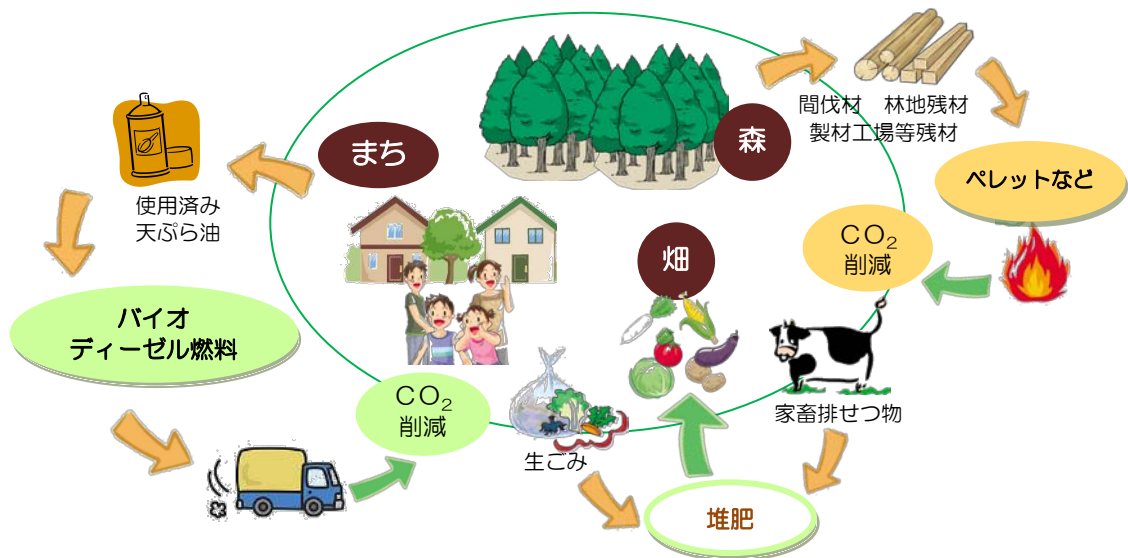 間伐材 林地残材
製材工場等残材
森
まち
ペレットなど
使用済み
天ぷら油
CO₂
削減
畑
バイオ
ディーゼル燃料
CO₂
削減
家畜排せつ物
生ごみ
堆肥